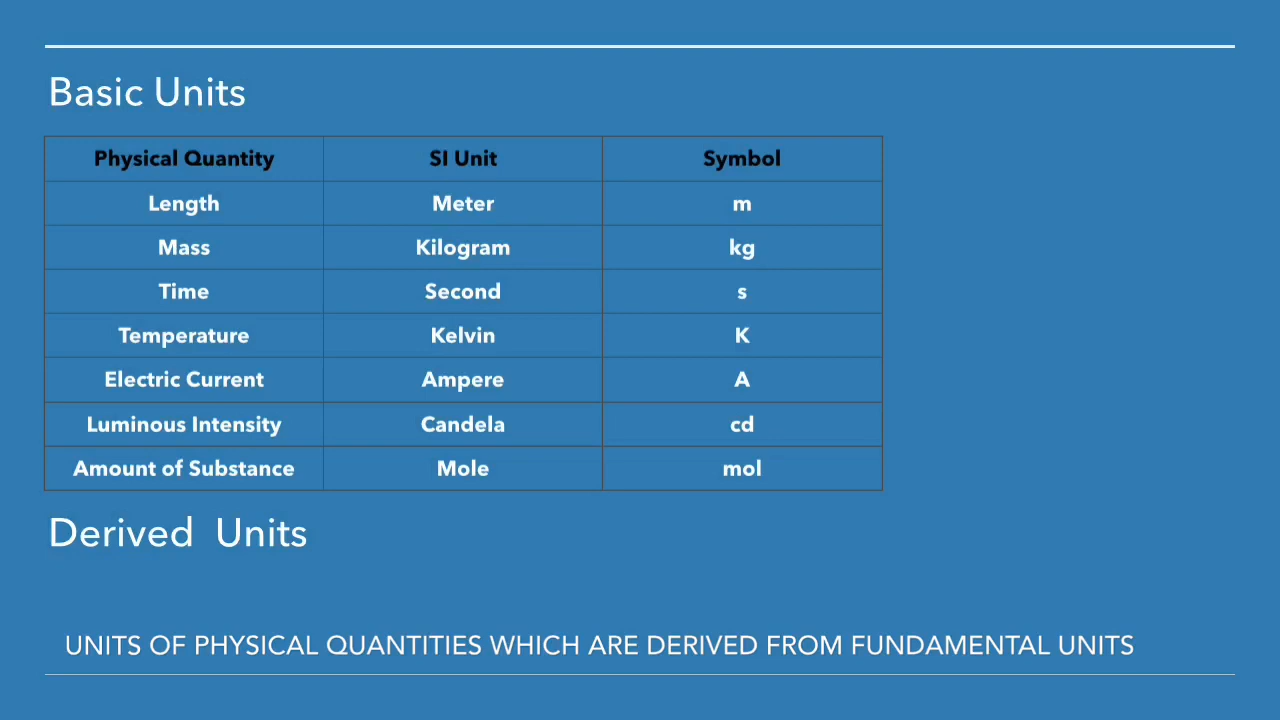 Basic Units
Physical Quantity SI Unit Symbol
Length Meter m
Mass Kilogram kg
Time Second s
Temperature Kelvin K
Electric Current Ampere A
Luminous Intensity Candela cd
Amount of Substance Mole mol
Derived Units
UNITS OF PHYSICAL QUANTITIES WHICH ARE DERIVED FROM FUNDAMENTAL UNITS